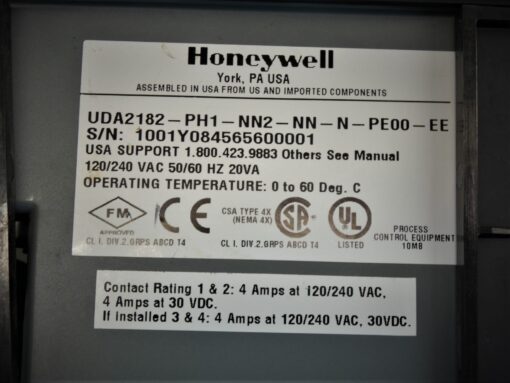 Honeywell
York, PA USA
ASSEMBLED IN USA FROM US AND IMPORTED COMPONENTS
UDA2182-PH1-NN2-NN-N-PE00-EE
S/N: 1001Y084565600001
USA SUPPORT 1.800.423.9883 Others See Manual
120/240 VAC 50/60 HZ 20VA
OPERATING TEMPERATURE: 0 to 60 Deg. C
FM
APPROVED
CL I. DIV.2.GRPS ABCD T4
CE
CSA TYPE 4X
(NEMA 4X)
SA
CL I. DIV.2.GRPS ABCD T4
UL
LISTED
PROCESS
CONTROL EQUIPMENT
10MB
Contact Rating 1 & 2: 4 Amps at 120/240 VAC,
4 Amps at 30 VDC.
If installed 3 & 4: 4 Amps at 120/240 VAC, 30VDC.